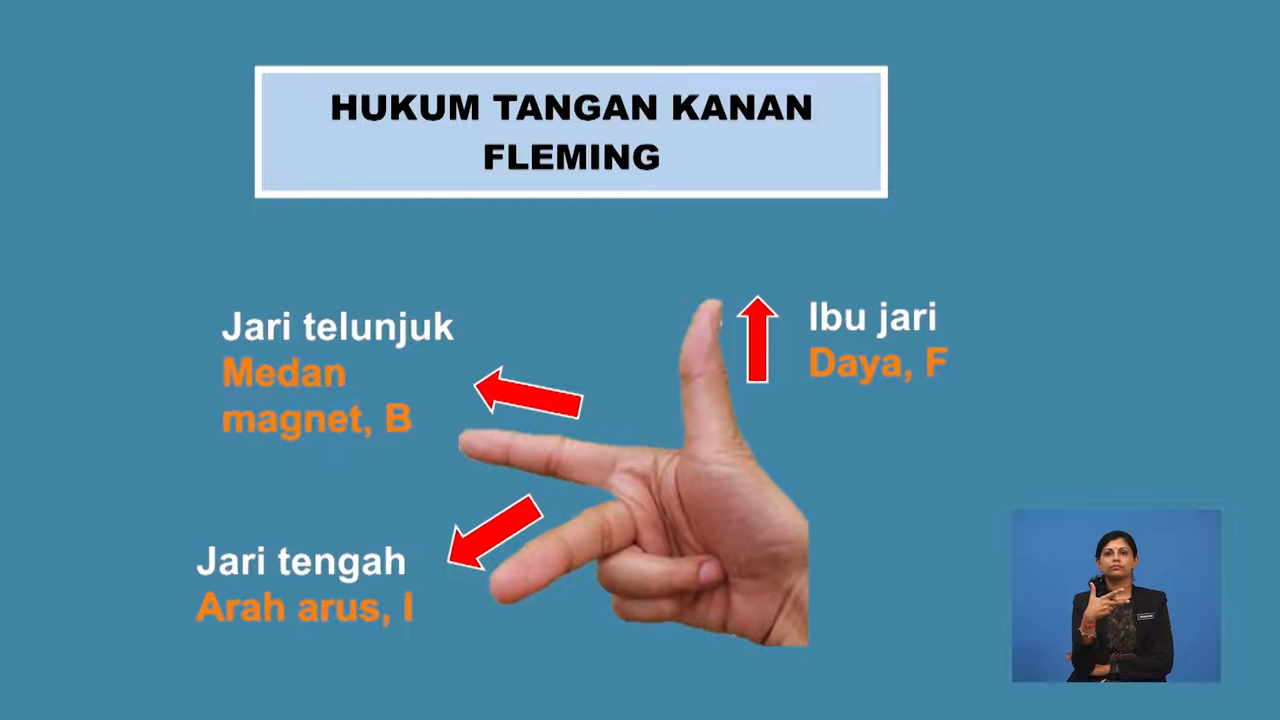 HUKUM TANGAN KANAN
FLEMING
Jari telunjuk
Medan
magnet, B
Ibu jari
Daya, F
Jari tengah
Arah arus, I